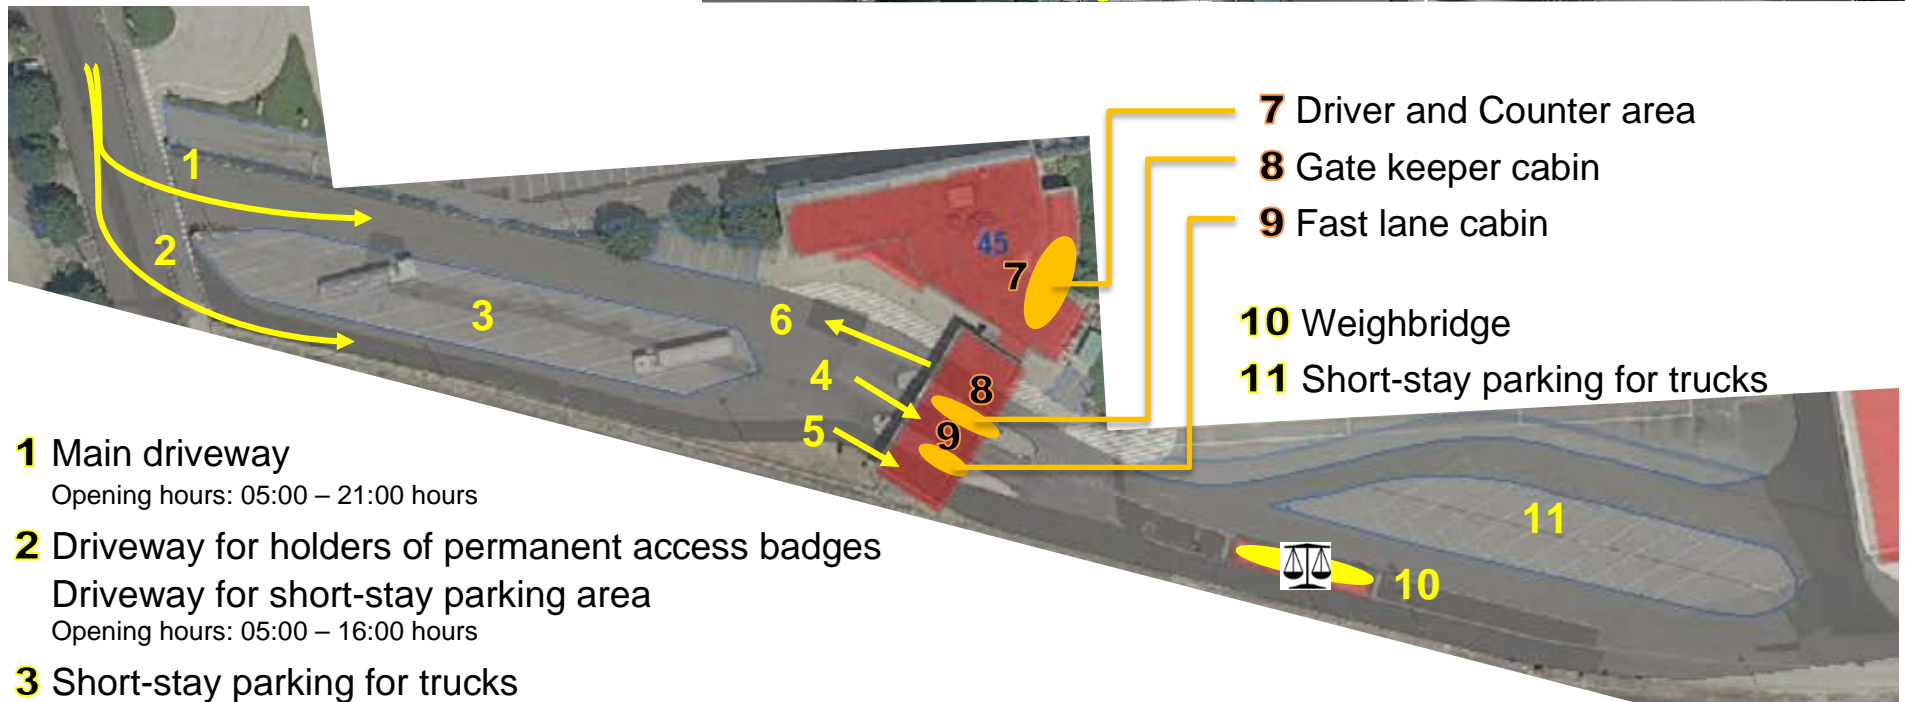 7 Driver and Counter area
8 Gate keeper cabin
9 Fast lane cabin
10 Weighbridge
11 Short-stay parking for trucks
1
2
3
6
4
5
45
7
8
9
10
11
1 Main driveway
Opening hours: 05:00 – 21:00 hours
2 Driveway for holders of permanent access badges
Driveway for short-stay parking area
Opening hours: 05:00 – 16:00 hours
3 Short-stay parking for trucks